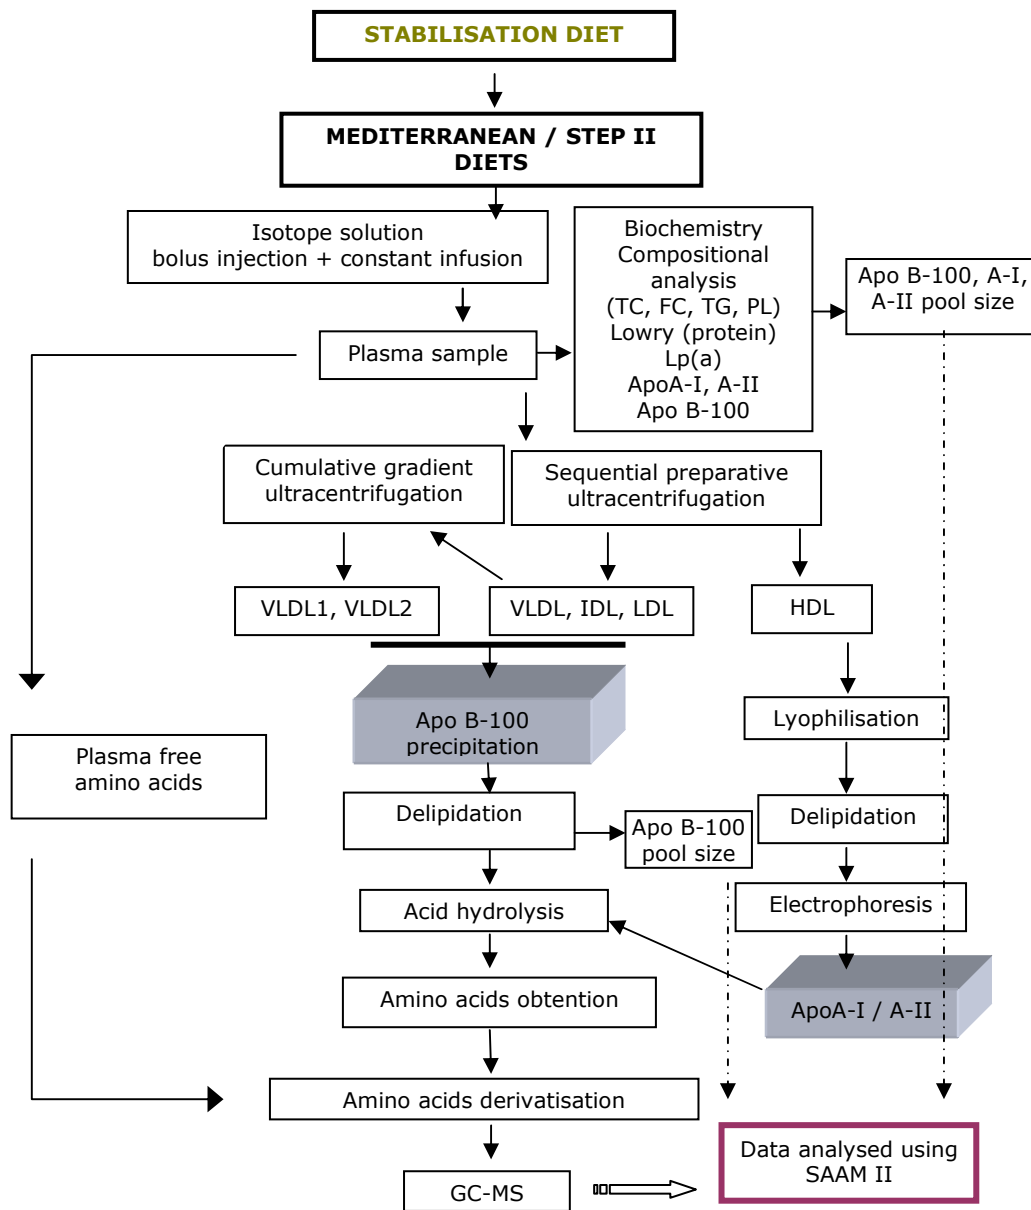 STABILISATION DIET
MEDITERRANEAN / STEP II
DIETS
Isotope solution
bolus injection + constant infusion
Biochemistry
Compositional
analysis
(TC, FC, TG, PL)
Lowry (protein)
Lp(a)
ApoA-I, A-II
Apo B-100
Apo B-100, A-I,
A-II pool size
Plasma sample
Cumulative gradient
ultracentrifugation
Sequential preparative
ultracentrifugation
VLDL1, VLDL2
VLDL, IDL, LDL
HDL
Apo B-100
precipitation
Lyophilisation
Plasma free
amino acids
Delipidation
Apo B-100
pool size
Delipidation
Acid hydrolysis
Electrophoresis
Amino acids obtention
ApoA-I / A-II
Amino acids derivatisation
Data analysed using
SAAM II
GC-MS